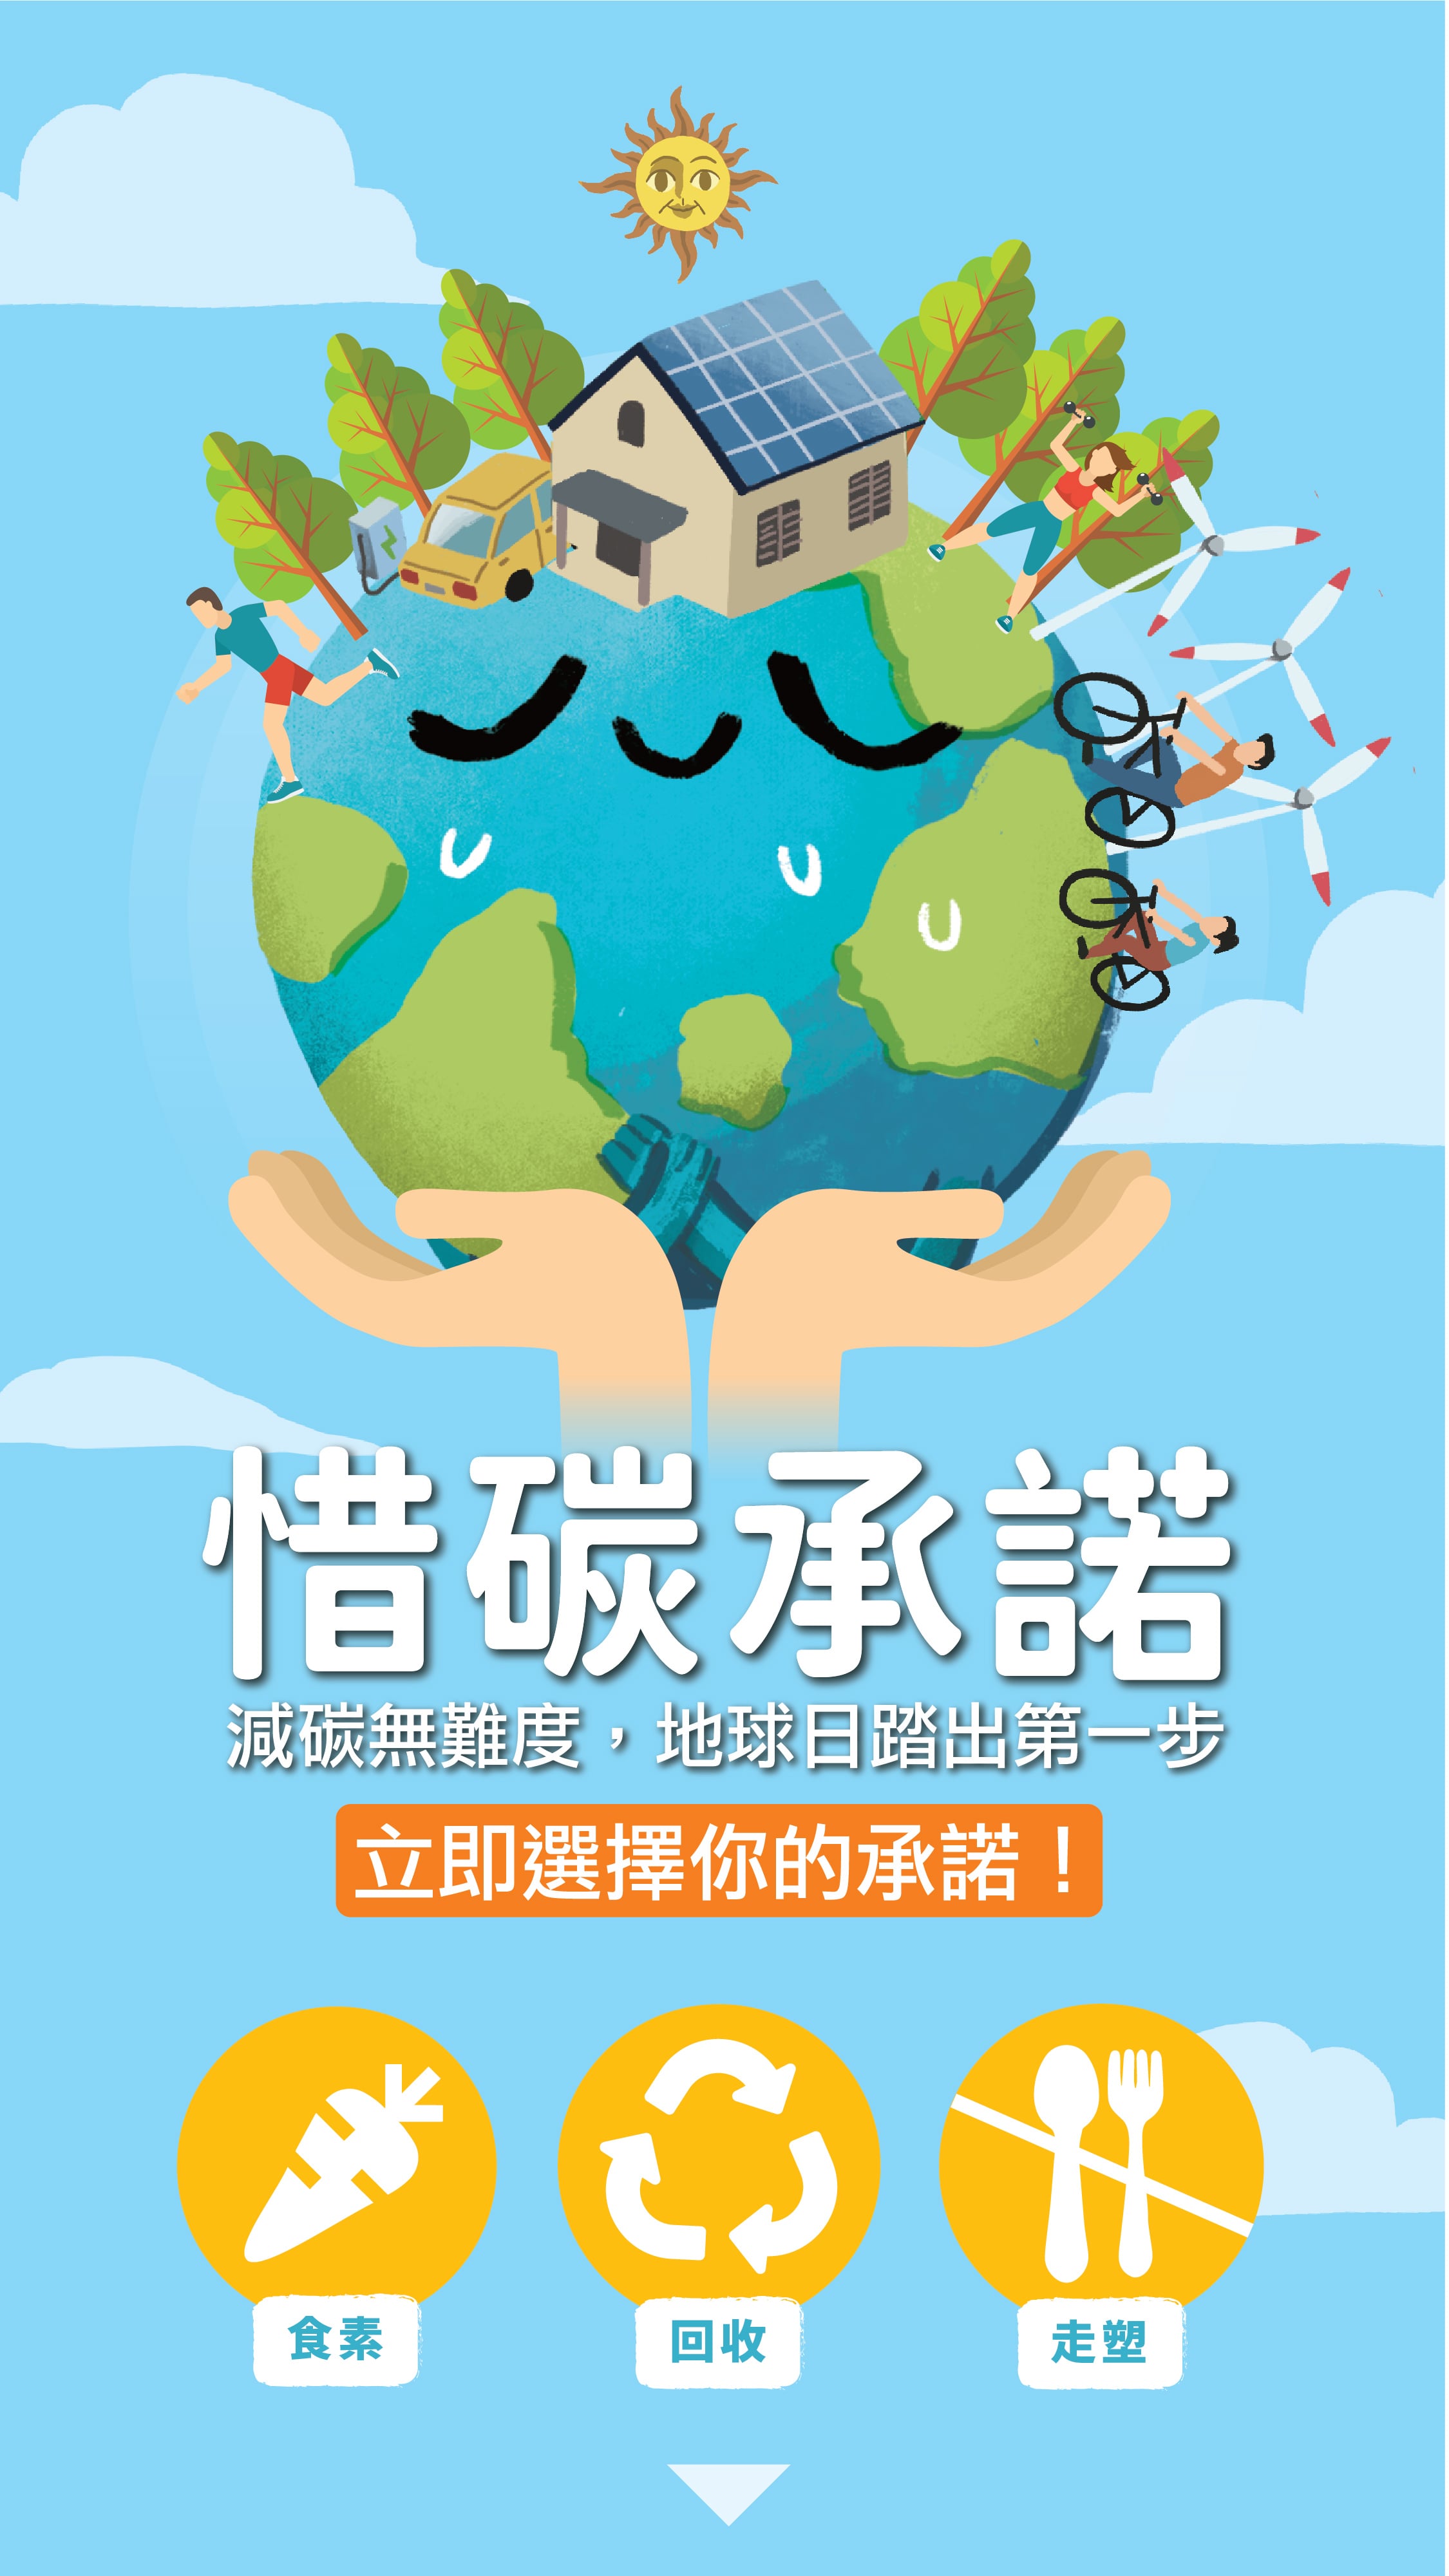 惜碳承諾
減碳無難度，地球日踏出第一步
立即選擇你的承諾！
食素
回收
走塑